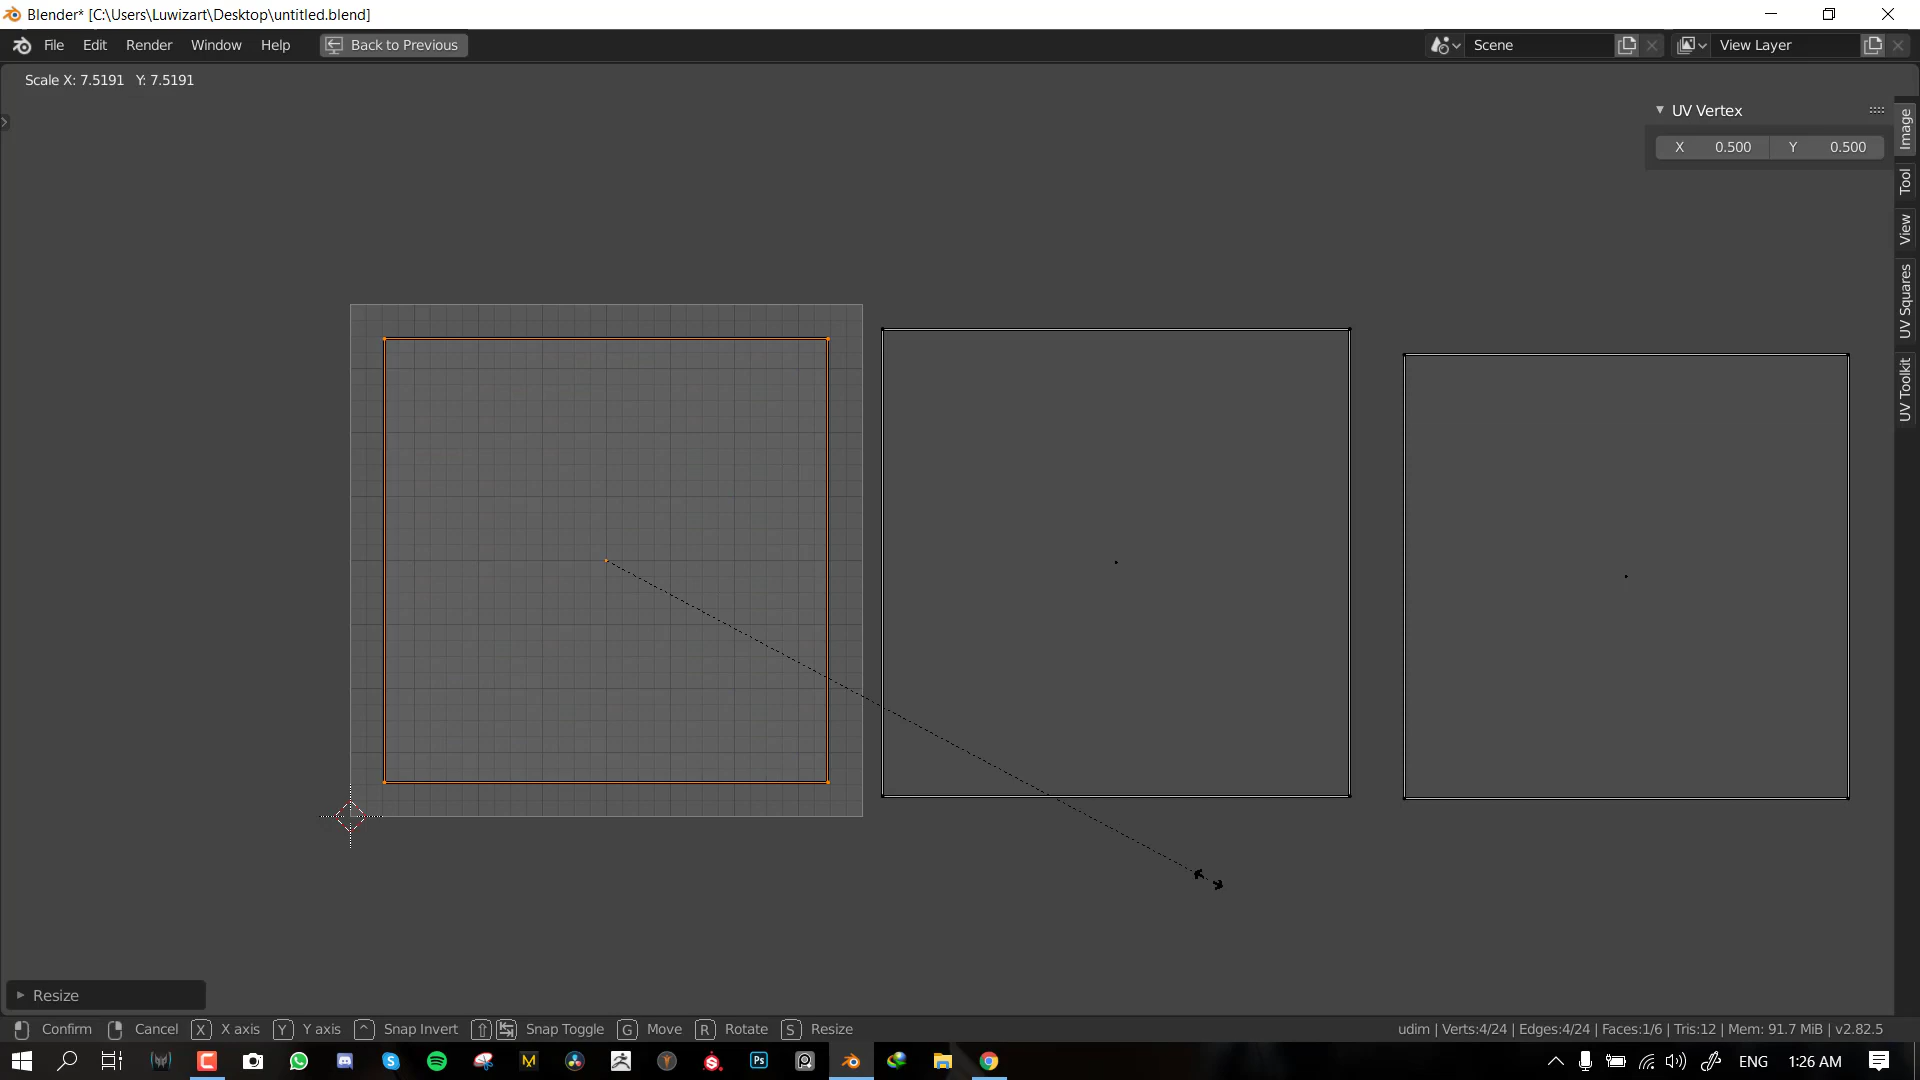 Blender* [C:\Users\Luwizart\Desktop\untitled.blend]
File Edit Render Window Help Back to Previous Scene View Layer
Scale X: 7.5191 Y: 7.5191
UV Vertex
X 0.500 Y 0.500
Image
Tool
View
UV Squares
UV Toolkit
Resize
Confirm Cancel X X axis Y Y axis ^ Snap Invert Snap Toggle G Move R Rotate S Resize udim | Verts:4/24 | Edges:4/24 | Faces:1/6 | Tris:12 | Mem: 91.7 MiB | v2.82.5
Ps ENG 1:26 AM